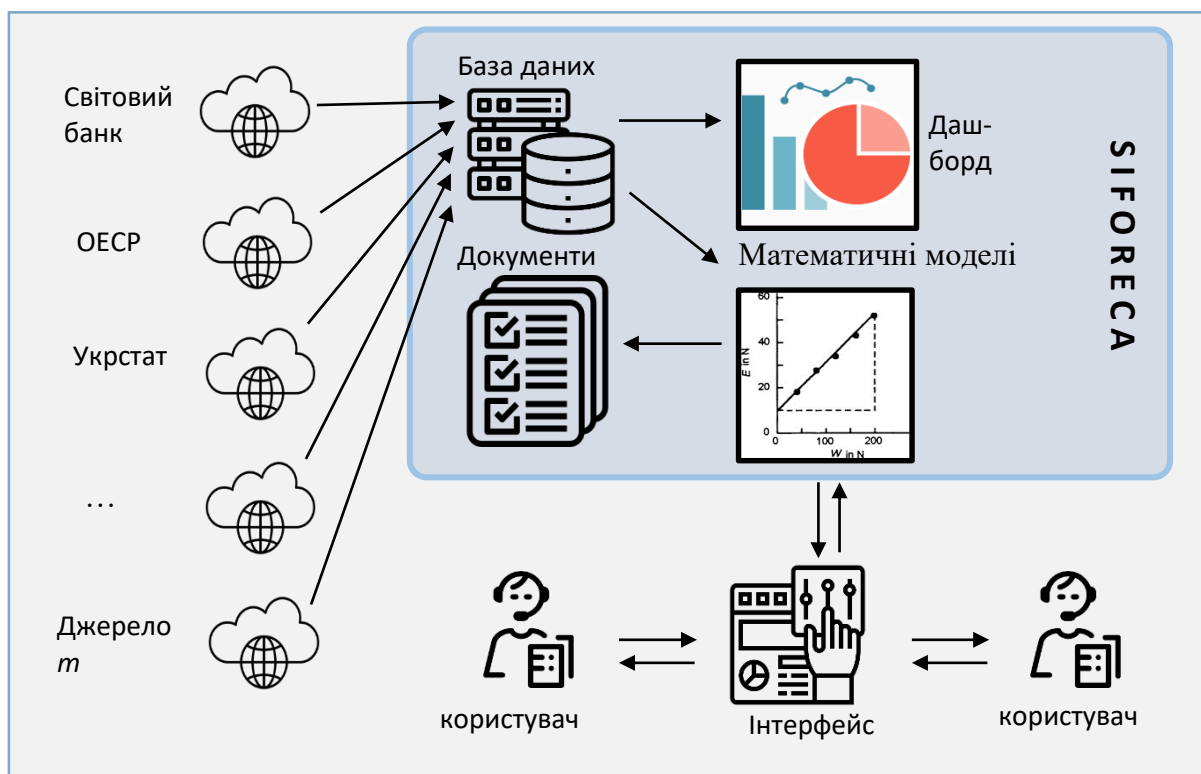 Світовий
банк
ОЕСР
Укрстат
...
Джерело
m
База даних
Даш-
борд
SIFORECA
Документи
Математичні моделі
60
40
20
0
E in N
0
100
200
W in N
користувач
Інтерфейс
користувач